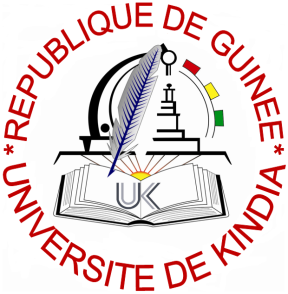 *REPUBLIQUE DE GUINEE*
UNIVERSITE DE KINDIA
UK